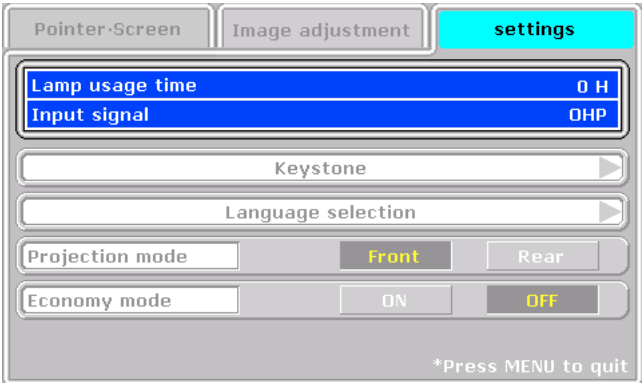 Pointer·Screen Image adjustment settings
Lamp usage time 0 H
Input signal OHP
Keystone
Language selection
Projection mode Front Rear
Economy mode ON OFF
*Press MENU to quit